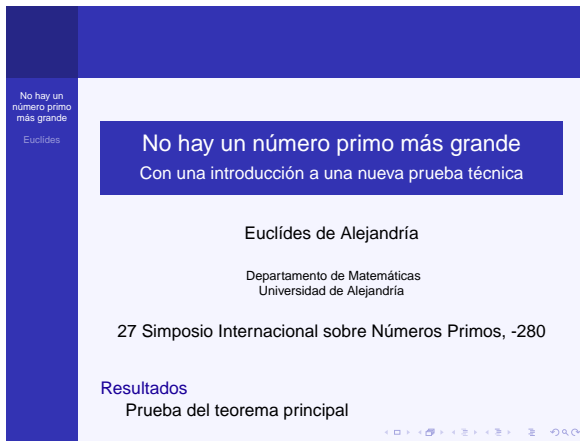 No hay un
número primo
más grande
Euclides
No hay un número primo más grande
Con una introducción a una nueva prueba técnica
Euclídes de Alejandría
Departamento de Matemáticas
Universidad de Alejandría
27 Simposio Internacional sobre Números Primos, -280
Resultados
Prueba del teorema principal